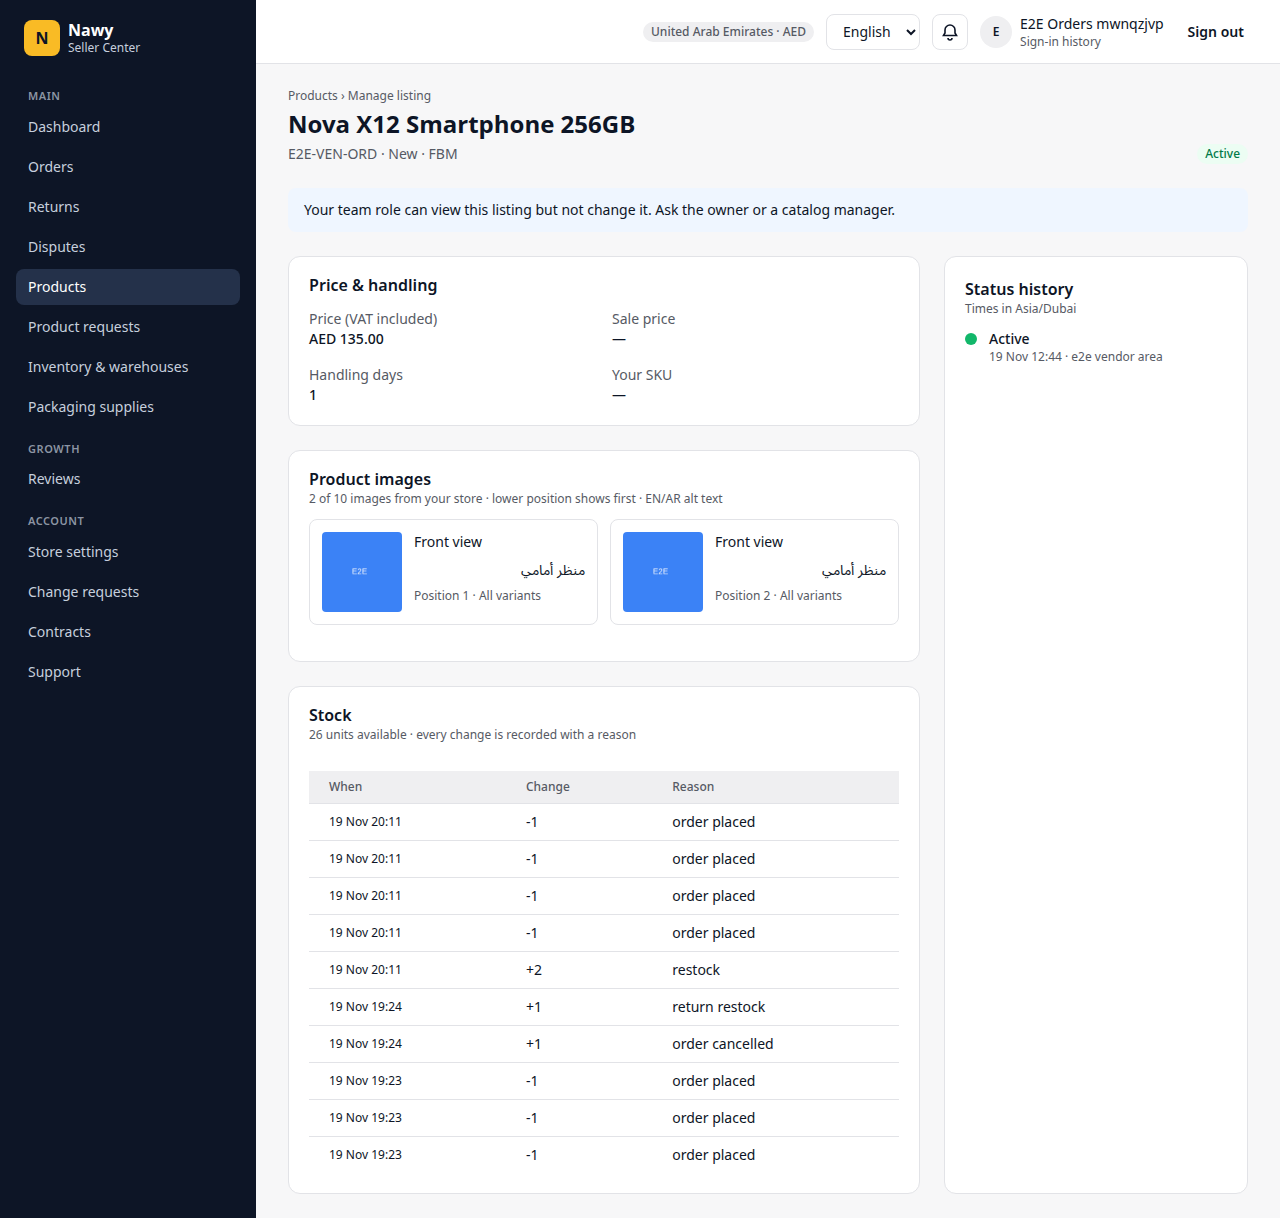 N
Nawy
Seller Center
MAIN
Dashboard
Orders
Returns
Disputes
Products
Product requests
Inventory & warehouses
Packaging supplies
GROWTH
Reviews
ACCOUNT
Store settings
Change requests
Contracts
Support
United Arab Emirates · AED
English
E
E2E Orders mwnqzjvp
Sign-in history
Sign out
Products › Manage listing
Nova X12 Smartphone 256GB
E2E-VEN-ORD · New · FBM
Active
Your team role can view this listing but not change it. Ask the owner or a catalog manager.
Price & handling
Price (VAT included)
AED 135.00
Sale price
—
Handling days
1
Your SKU
—
Product images
2 of 10 images from your store · lower position shows first · EN/AR alt text
E2E
Front view
منظر أمامي
Position 1 · All variants
E2E
Front view
منظر أمامي
Position 2 · All variants
Stock
26 units available · every change is recorded with a reason
When Change Reason
19 Nov 20:11 -1 order placed
19 Nov 20:11 -1 order placed
19 Nov 20:11 -1 order placed
19 Nov 20:11 -1 order placed
19 Nov 20:11 +2 restock
19 Nov 19:24 +1 return restock
19 Nov 19:24 +1 order cancelled
19 Nov 19:23 -1 order placed
19 Nov 19:23 -1 order placed
19 Nov 19:23 -1 order placed
Status history
Times in Asia/Dubai
Active
19 Nov 12:44 · e2e vendor area